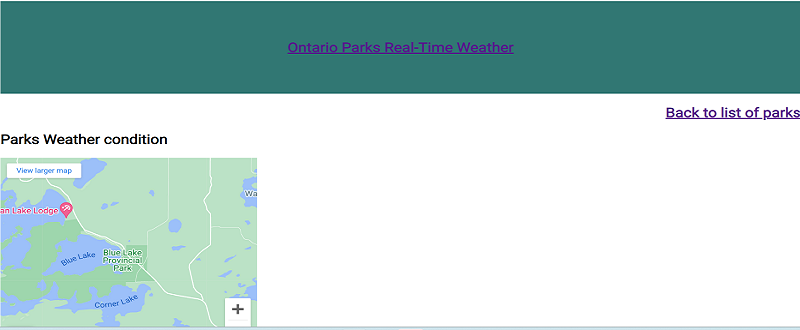 Ontario Parks Real-Time Weather
Back to list of parks
Parks Weather condition
View larger map
Wa
an Lake Lodge
Blue Lake
Provincial
Park
Blue Lake
Corner Lake
+